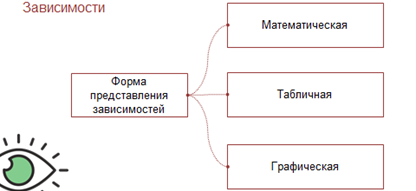 Зависимости
Математическая
Форма
представления
зависимостей
Табличная
Графическая